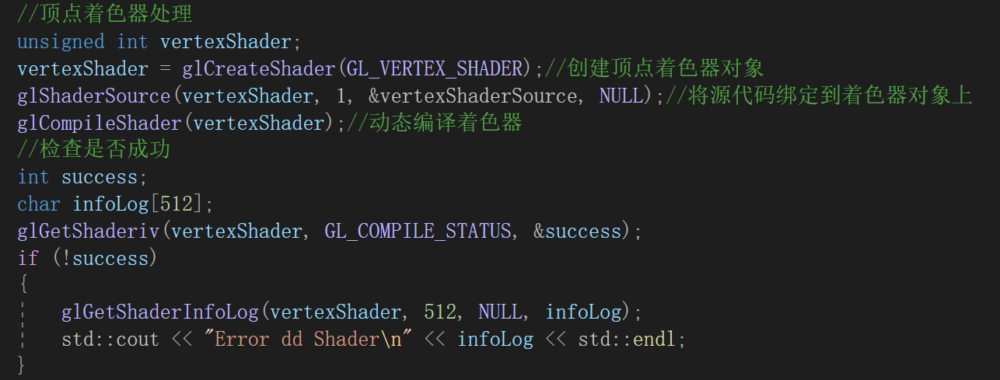 //顶点着色器处理
unsigned int vertexShader;
vertexShader = glCreateShader(GL_VERTEX_SHADER);//创建顶点着色器对象
glShaderSource(vertexShader, 1, &vertexShaderSource, NULL);//将源代码绑定到着色器对象上
glCompileShader(vertexShader);//动态编译着色器
//检查是否成功
int success;
char infoLog[512];
glGetShaderiv(vertexShader, GL_COMPILE_STATUS, &success);
if (!success)
{
glGetShaderInfoLog(vertexShader, 512, NULL, infoLog);
std::cout << "Error dd Shader\n" << infoLog << std::endl;
}